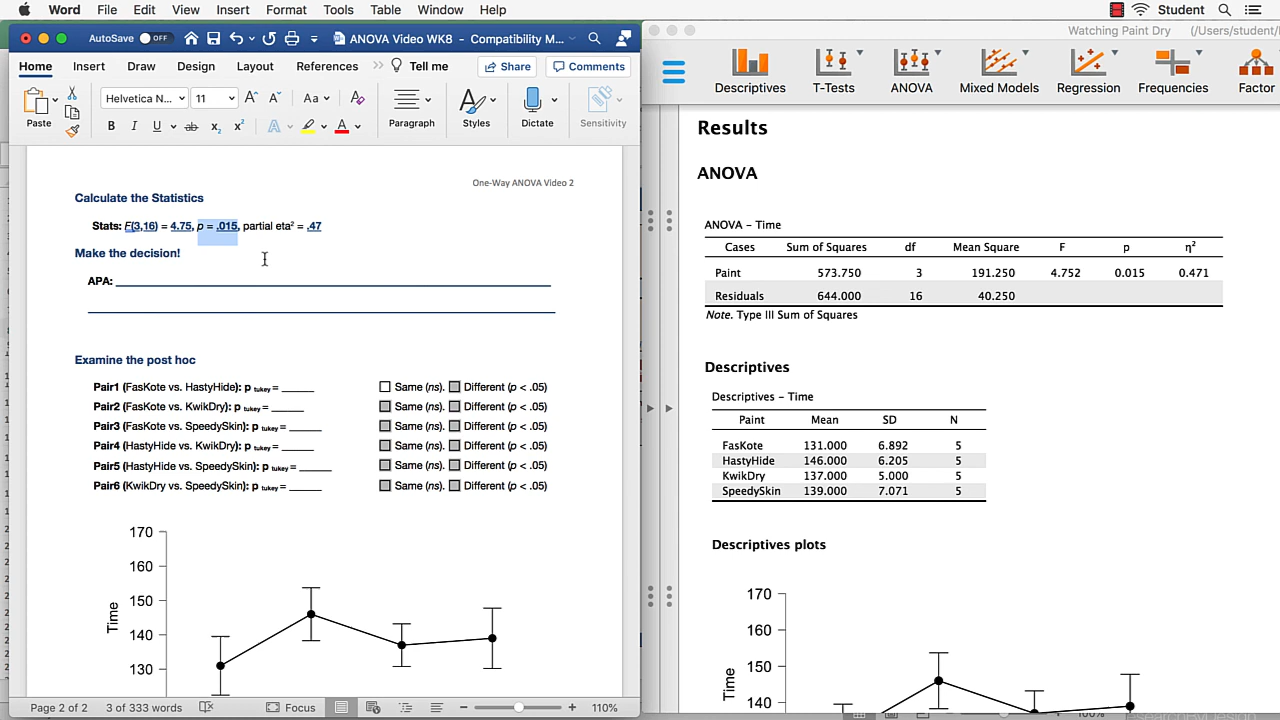 Word File Edit View Insert Format Tools Table Window Help Student
AutoSave OFF ANOVA Video WK8 - Compatibility M...
Home Insert Draw Design Layout References >> Tell me Share Comments
Paste Helvetica N... 11 A A Aa A Paragraph Styles Dictate Sensitivity
B I U ab x₂ x² A A
One-Way ANOVA Video 2
Calculate the Statistics
Stats: F(3,16) = 4.75, p = .015, partial eta² = .47
Make the decision!
APA:
Examine the post hoc
Pair1 (FasKote vs. HastyHide): p tukey = ______ Same (ns). Different (p < .05)
Pair2 (FasKote vs. KwikDry): p tukey = ______ Same (ns). Different (p < .05)
Pair3 (FasKote vs. SpeedySkin): p tukey = ______ Same (ns). Different (p < .05)
Pair4 (HastyHide vs. KwikDry): p tukey = ______ Same (ns). Different (p < .05)
Pair5 (HastyHide vs. SpeedySkin): p tukey = ______ Same (ns). Different (p < .05)
Pair6 (KwikDry vs. SpeedySkin): p tukey = ______ Same (ns). Different (p < .05)
170
160
150
140
130
Time
Page 2 of 2 3 of 333 words Focus 110%
Watching Paint Dry (/Users/student/
Descriptives T-Tests ANOVA Mixed Models Regression Frequencies Factor
Results
ANOVA
ANOVA - Time
Cases Sum of Squares df Mean Square F p η²
Paint 573.750 3 191.250 4.752 0.015 0.471
Residuals 644.000 16 40.250
Note. Type III Sum of Squares
Descriptives
Descriptives - Time
Paint Mean SD N
FasKote 131.000 6.892 5
HastyHide 146.000 6.205 5
KwikDry 137.000 5.000 5
SpeedySkin 139.000 7.071 5
Descriptives plots
170
160
150
140
Time